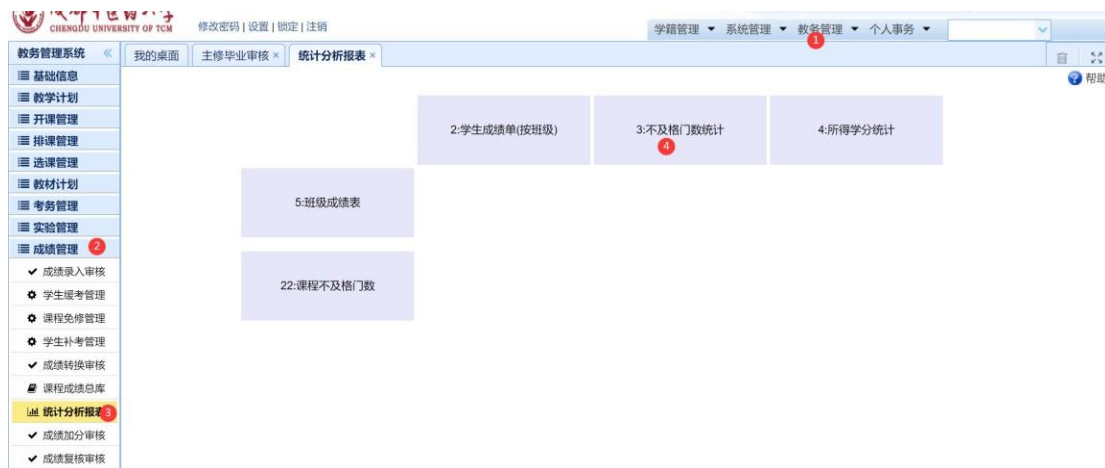 CHENGDU UNIVERSITY OF TCM
修改密码 | 设置 | 锁定 | 注销
学籍管理 系统管理 教务管理 个人事务
1
教务管理系统
我的桌面 主修毕业审核 × 统计分析报表 ×
帮助
基础信息
教学计划
开课管理
排课管理
选课管理
教材计划
考务管理
实验管理
成绩管理 2
成绩录入审核
学生缓考管理
课程免修管理
学生补考管理
成绩转换审核
课程成绩总库
统计分析报表 3
成绩加分审核
成绩复核审核
2:学生成绩单(按班级) 3:不及格门数统计 4:所得学分统计
4
5:班级成绩表
22:课程不及格门数